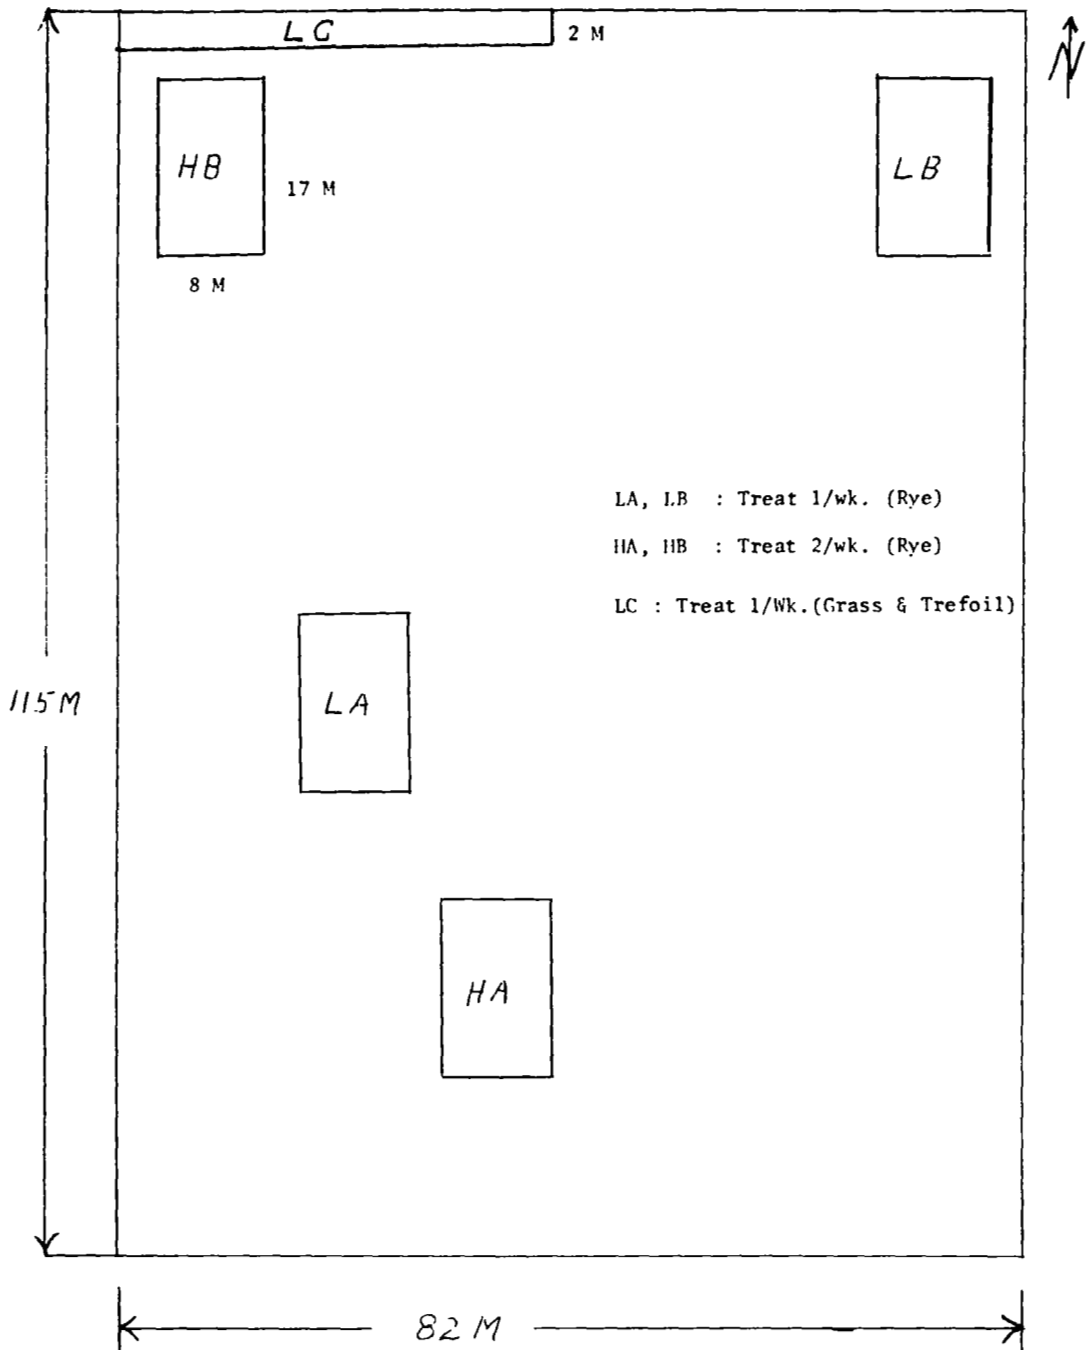 LC
2 M
N
HB
LB
17 M
8 M
LA, LB : Treat 1/wk. (Rye)
HA, HB : Treat 2/wk. (Rye)
LC : Treat 1/Wk.(Grass & Trefoil)
LA
115 M
HA
82 M